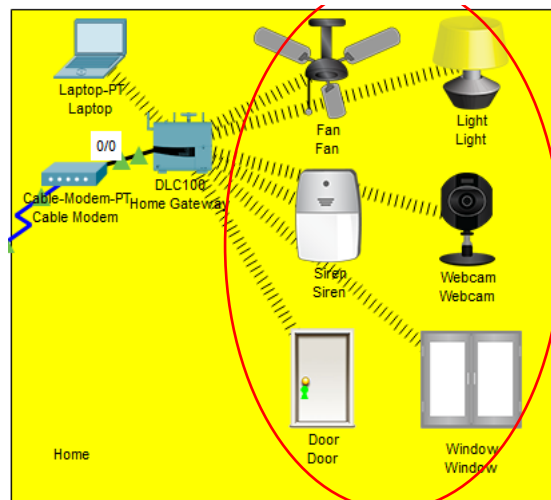 Laptop-PT
Laptop
0/0
DLC100
Home Gateway
Cable-Modem-PT
Cable Modem
Fan
Fan
Light
Light
Siren
Siren
Webcam
Webcam
Door
Door
Window
Window
Home